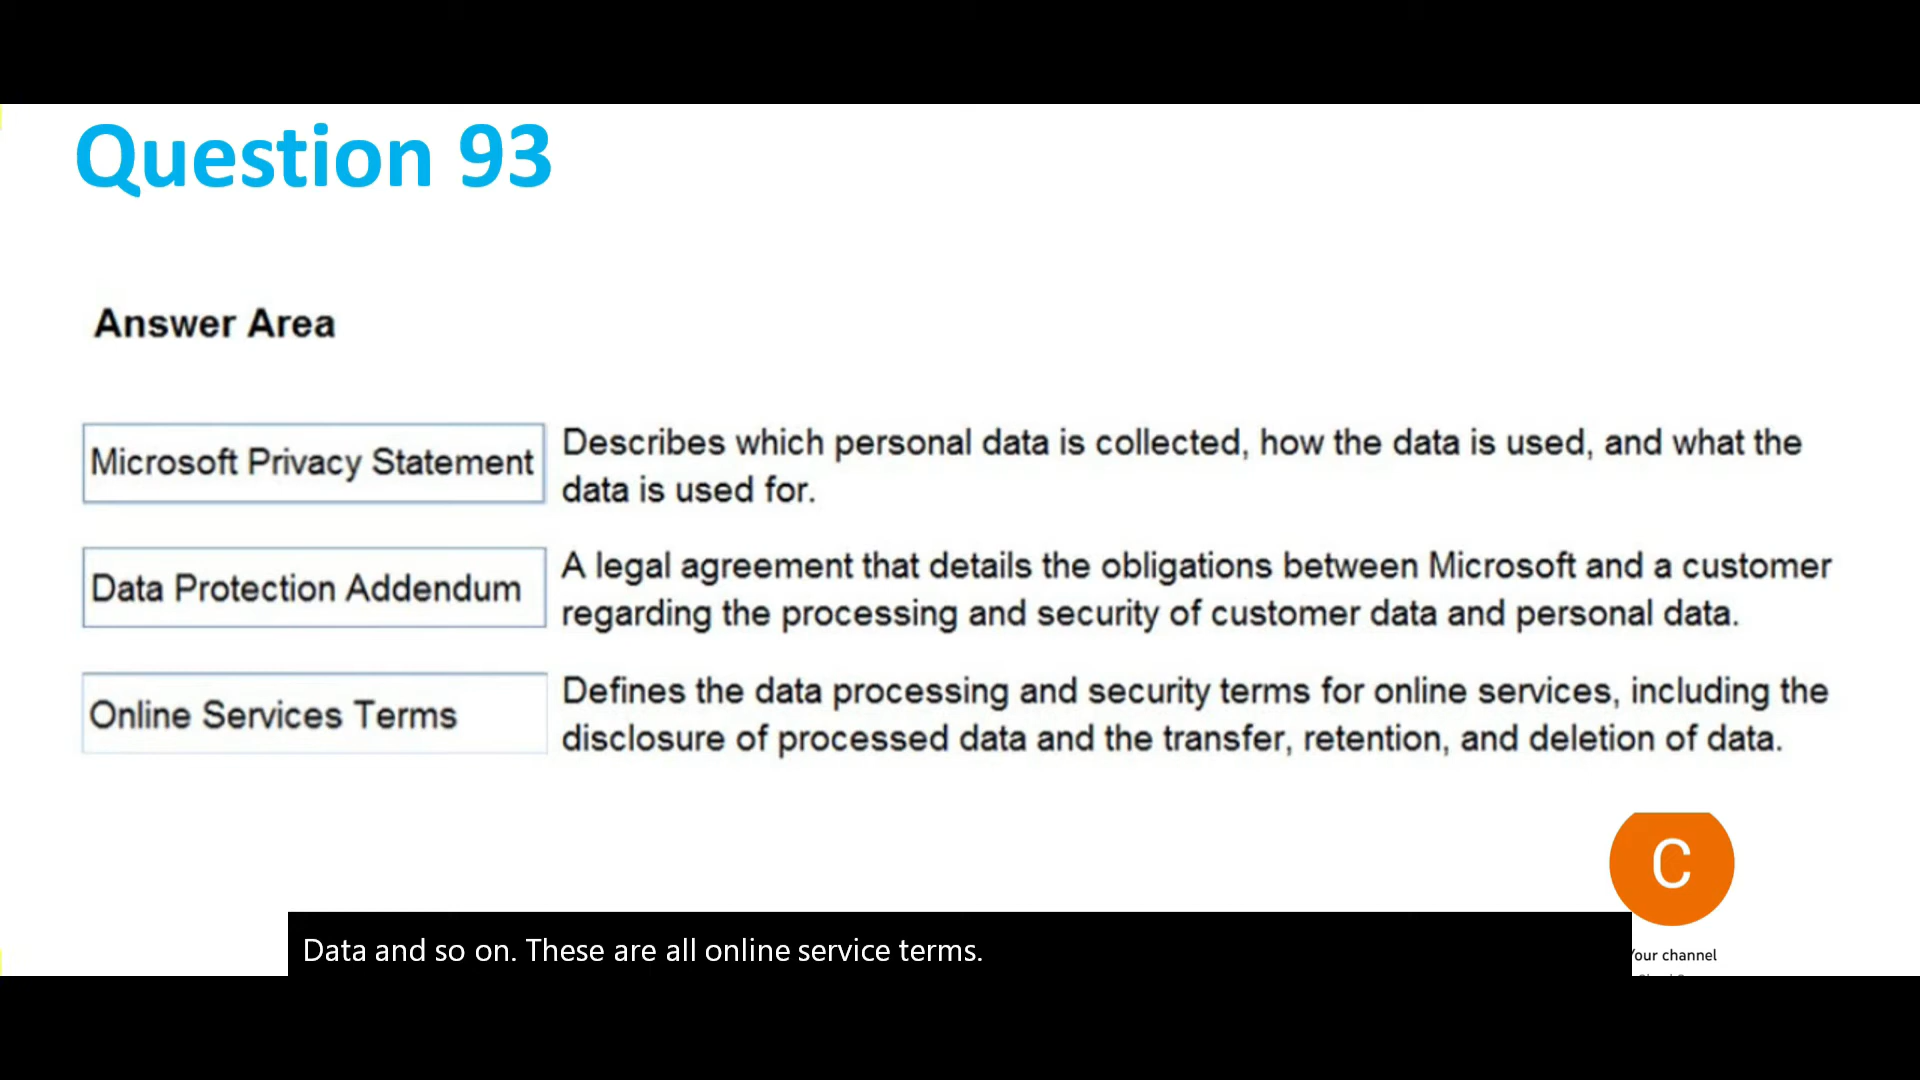 Question 93
Answer Area
Microsoft Privacy Statement
Describes which personal data is collected, how the data is used, and what the
data is used for.
Data Protection Addendum
A legal agreement that details the obligations between Microsoft and a customer
regarding the processing and security of customer data and personal data.
Online Services Terms
Defines the data processing and security terms for online services, including the
disclosure of processed data and the transfer, retention, and deletion of data.
C
Data and so on. These are all online service terms.
Your channel